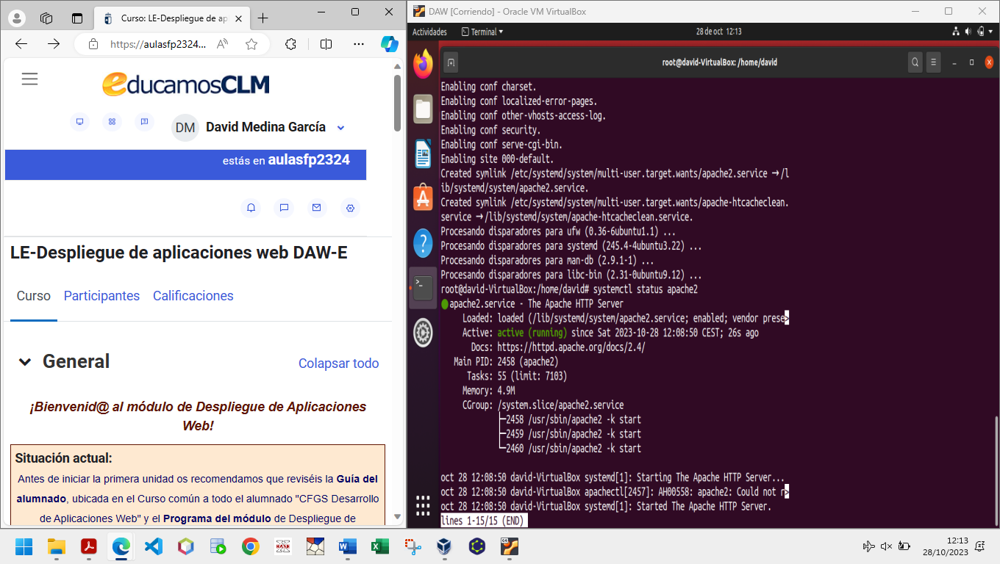 Curso: LE-Despliegue de ap
https://aulasfp2324...
educamosCLM
DM
David Medina García
estás en aulasfp2324
LE-Despliegue de aplicaciones web DAW-E
Curso
Participantes
Calificaciones
General
Colapsar todo
¡Bienvenid@ al módulo de Despliegue de Aplicaciones
Web!
Situación actual:
Antes de iniciar la primera unidad os recomendamos que reviséis la Guía del
alumnado, ubicada en el Curso común a todo el alumnado "CFGS Desarrollo
de Aplicaciones Web" y el Programa del módulo de Despliegue de
DAW [Corriendo] - Oracle VM VirtualBox
Actividades
Terminal
28 de oct 12:13
root@david-VirtualBox: /home/david
Enabling conf charset.
Enabling conf localized-error-pages.
Enabling conf other-vhosts-access-log.
Enabling conf security.
Enabling conf serve-cgi-bin.
Enabling site 000-default.
Created symlink /etc/systemd/system/multi-user.target.wants/apache2.service → /l
ib/systemd/system/apache2.service.
Created symlink /etc/systemd/system/multi-user.target.wants/apache-htcacheclean.
service → /lib/systemd/system/apache-htcacheclean.service.
Procesando disparadores para ufw (0.36-6ubuntu1.1) ...
Procesando disparadores para systemd (245.4-4ubuntu3.22) ...
Procesando disparadores para man-db (2.9.1-1) ...
Procesando disparadores para libc-bin (2.31-0ubuntu9.12) ...
root@david-VirtualBox:/home/david# systemctl status apache2
● apache2.service - The Apache HTTP Server
Loaded: loaded (/lib/systemd/system/apache2.service; enabled; vendor prese>
Active: active (running) since Sat 2023-10-28 12:08:50 CEST; 26s ago
Docs: https://httpd.apache.org/docs/2.4/
Main PID: 2458 (apache2)
Tasks: 55 (limit: 7103)
Memory: 4.9M
CGroup: /system.slice/apache2.service
├─2458 /usr/sbin/apache2 -k start
├─2459 /usr/sbin/apache2 -k start
└─2460 /usr/sbin/apache2 -k start
oct 28 12:08:50 david-VirtualBox systemd[1]: Starting The Apache HTTP Server...
oct 28 12:08:50 david-VirtualBox apachectl[2457]: AH00558: apache2: Could not r>
oct 28 12:08:50 david-VirtualBox systemd[1]: Started The Apache HTTP Server.
lines 1-15/15 (END)
12:13
28/10/2023